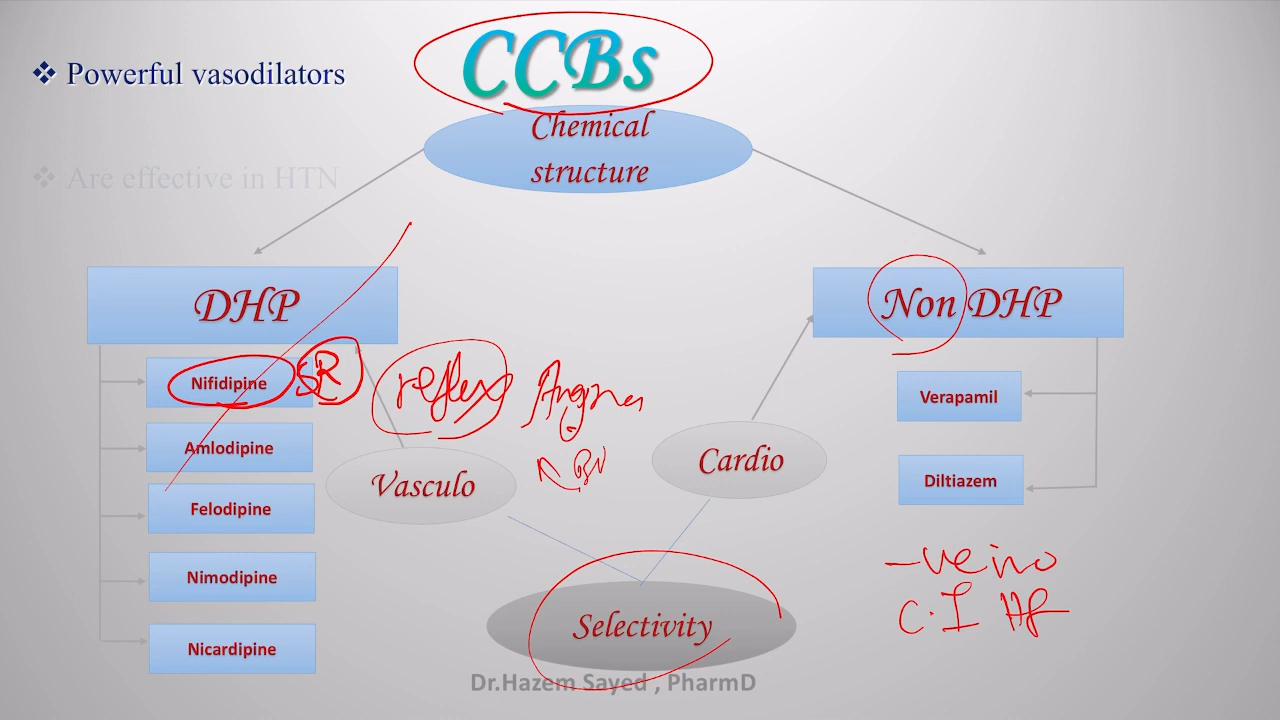 CCBs
❖ Powerful vasodilators
Chemical
structure
❖ Are effective in HTN
DHP
Non DHP
Nifidipine
SR
reflex Angina
Verapamil
Amlodipine
Vasculo
Cardio
Diltiazem
Felodipine
Nimodipine
-ve ino
C.I HF
Selectivity
Nicardipine
Dr.Hazem Sayed , PharmD